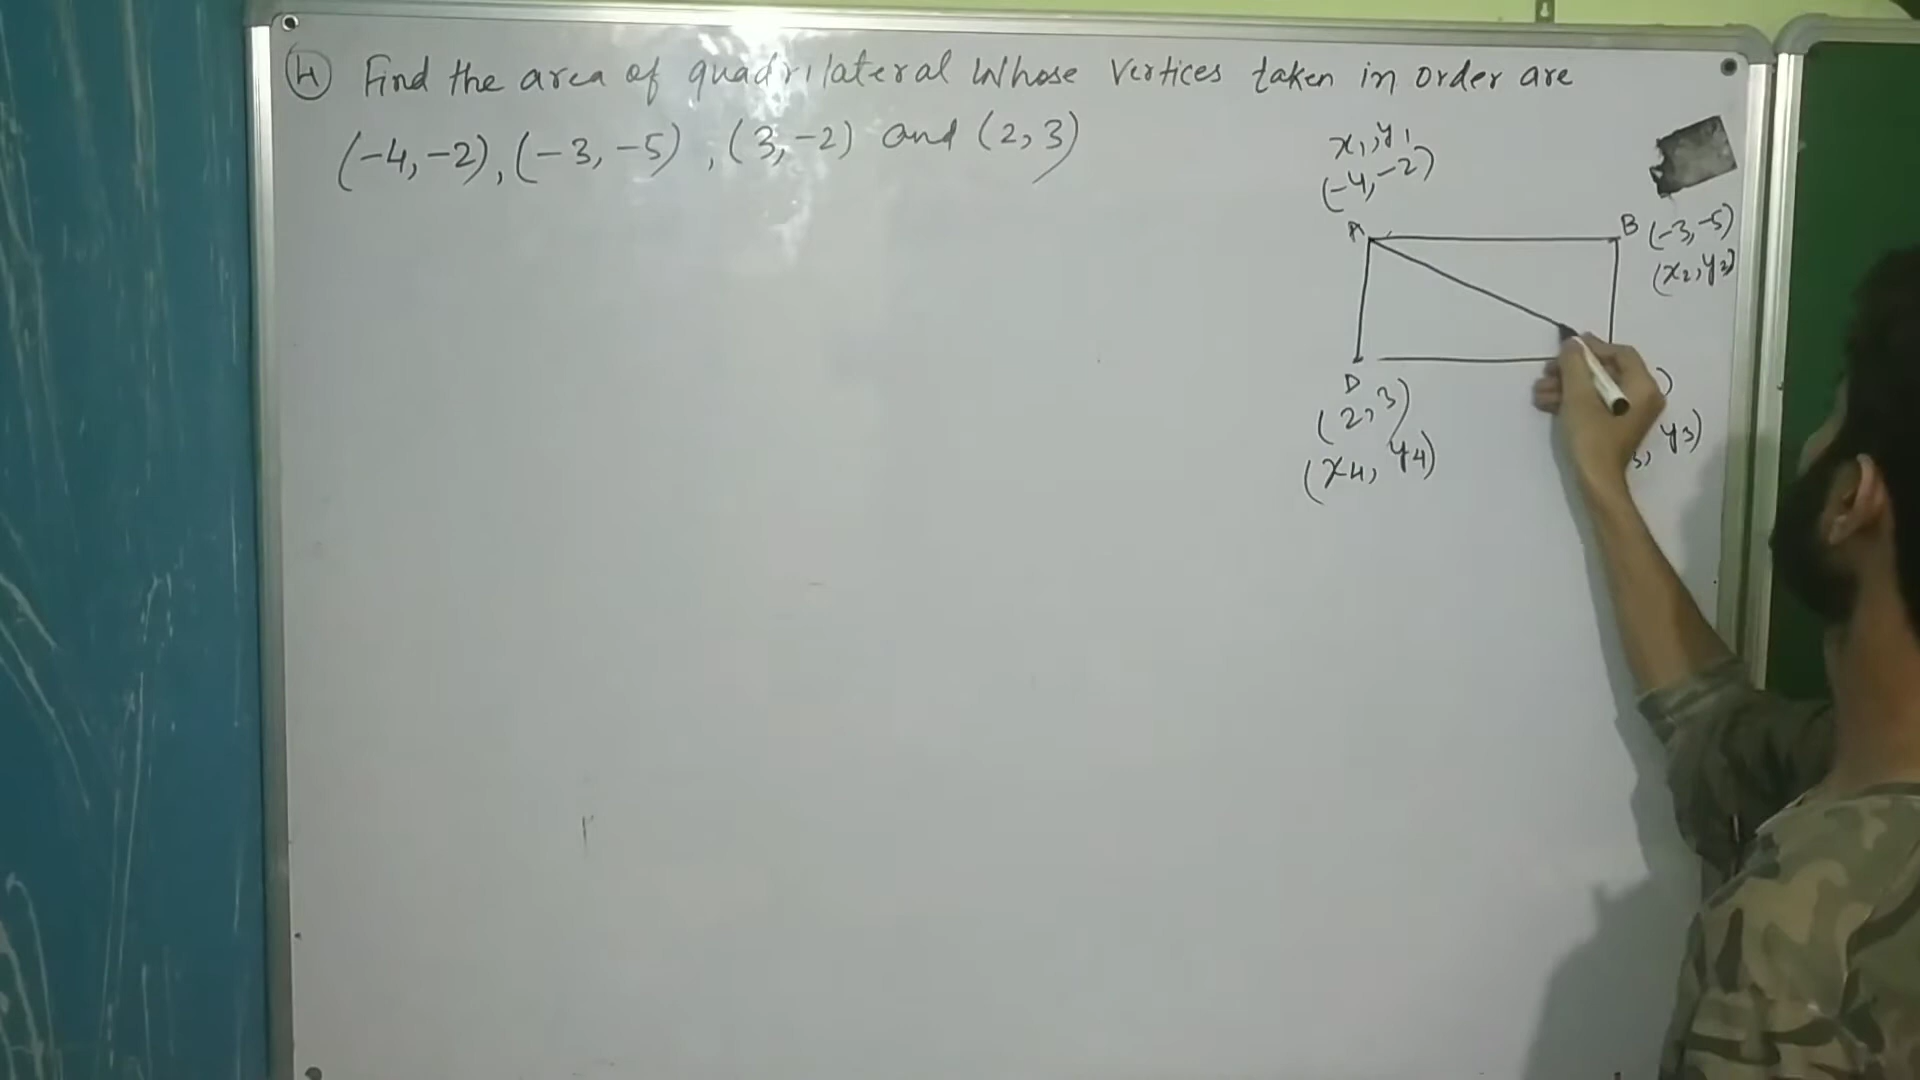 4 Find the area of quadrilateral whose vertices taken in order are
(-4,-2), (-3,-5), (3,-2) and (2,3)
x1, y1
(-4,-2)
A
B (-3,-5)
(x2, y2)
D
(2,3)
(x4, y4)
)
3, y3)